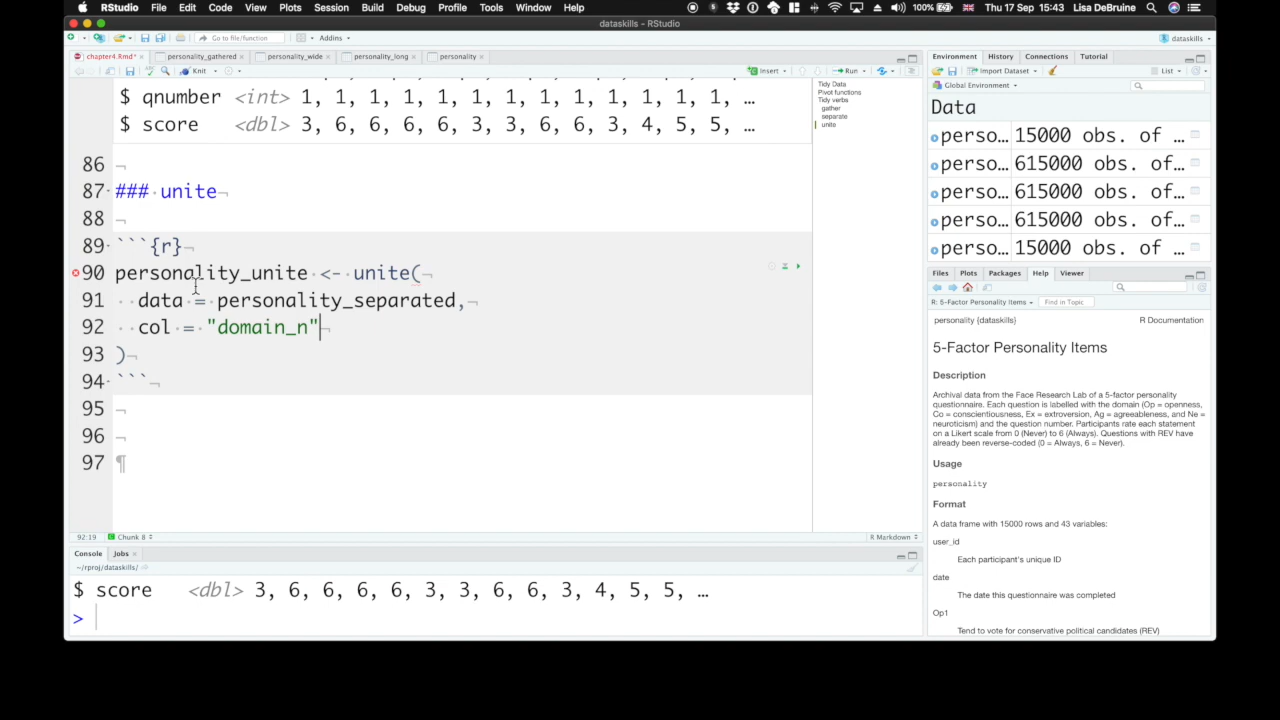 RStudio File Edit Code View Plots Session Build Debug Profile Tools Window Help 100% Thu 17 Sep 15:43 Lisa DeBruine
dataskills – RStudio
Go to file/function Addins dataskills
chapter4.Rmd* personality_gathered personality_wide personality_long personality
Environment History Connections Tutorial
Knit Insert Run
Import Dataset List
Global Environment
Data
perso… 15000 obs. of …
perso… 615000 obs. of…
perso… 615000 obs. of…
perso… 615000 obs. of…
perso… 15000 obs. of …
$ qnumber <int> 1, 1, 1, 1, 1, 1, 1, 1, 1, 1, 1, 1, 1, …
$ score <dbl> 3, 6, 6, 6, 6, 3, 3, 6, 6, 3, 4, 5, 5, …
86
87 ### unite
88
89 ```{r}
90 personality_unite <- unite(
91 data = personality_separated,
92 col = "domain_n"
93 )
94 ```
95
96
97
Tidy Data
Pivot functions
Tidy verbs
gather
separate
unite
92:19 Chunk 8 R Markdown
Console Jobs
~/rproj/dataskills/
$ score <dbl> 3, 6, 6, 6, 6, 3, 3, 6, 6, 3, 4, 5, 5, …
>
Files Plots Packages Help Viewer
R: 5-Factor Personality Items Find in Topic
personality {dataskills} R Documentation
5-Factor Personality Items
Description
Archival data from the Face Research Lab of a 5-factor personality
questionnaire. Each question is labelled with the domain (Op = openness,
Co = conscientiousness, Ex = extroversion, Ag = agreeableness, and Ne =
neuroticism) and the question number. Participants rate each statement
on a Likert scale from 0 (Never) to 6 (Always). Questions with REV have
already been reverse-coded (0 = Always, 6 = Never).
Usage
personality
Format
A data frame with 15000 rows and 43 variables:
user_id
Each participant's unique ID
date
The date this questionnaire was completed
Op1
Tend to vote for conservative political candidates (REV)